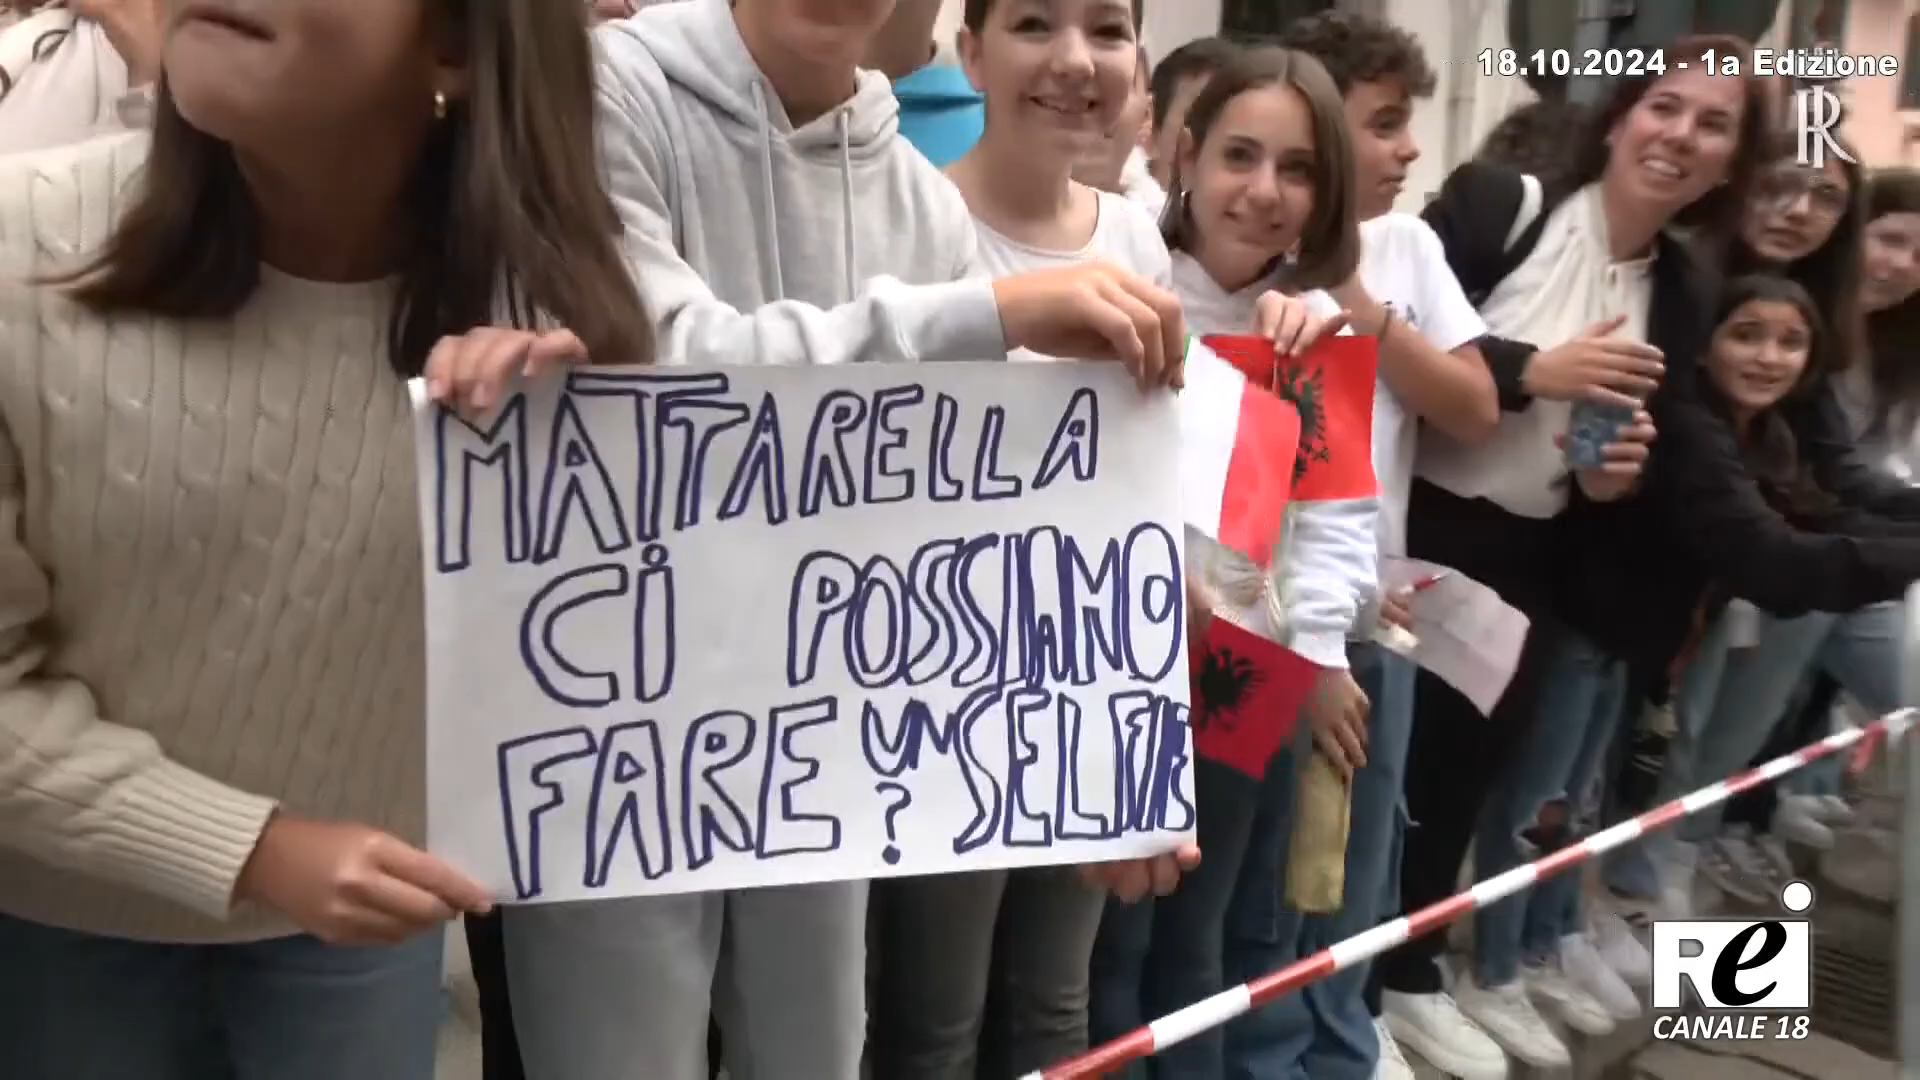 18.10.2024 - 1a Edizione
MATTARELLA
CI POSSIAMO
FARE UN SELFIE
?
Rei
CANALE 18